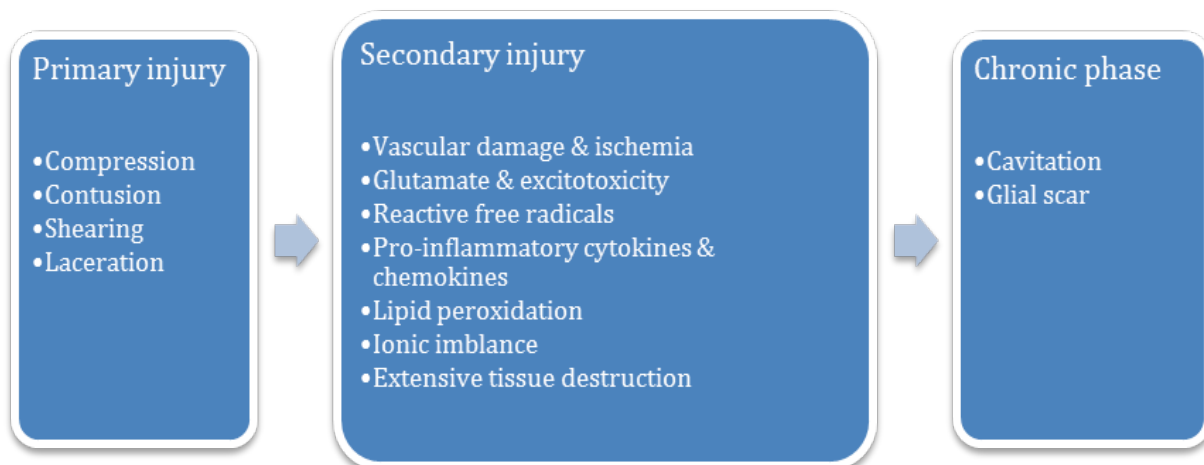 Primary injury
•Compression
•Contusion
•Shearing
•Laceration
Secondary injury
•Vascular damage & ischemia
•Glutamate & excitotoxicity
•Reactive free radicals
•Pro-inflammatory cytokines &
chemokines
•Lipid peroxidation
•Ionic imblance
•Extensive tissue destruction
Chronic phase
•Cavitation
•Glial scar